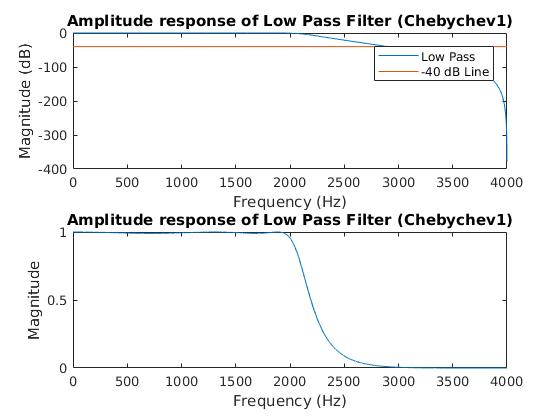 Amplitude response of Low Pass Filter (Chebychev1)
0
-100
-200
-300
-400
Magnitude (dB)
Low Pass
-40 dB Line
0 500 1000 1500 2000 2500 3000 3500 4000
Frequency (Hz)
Amplitude response of Low Pass Filter (Chebychev1)
1
0.5
0
Magnitude
0 500 1000 1500 2000 2500 3000 3500 4000
Frequency (Hz)